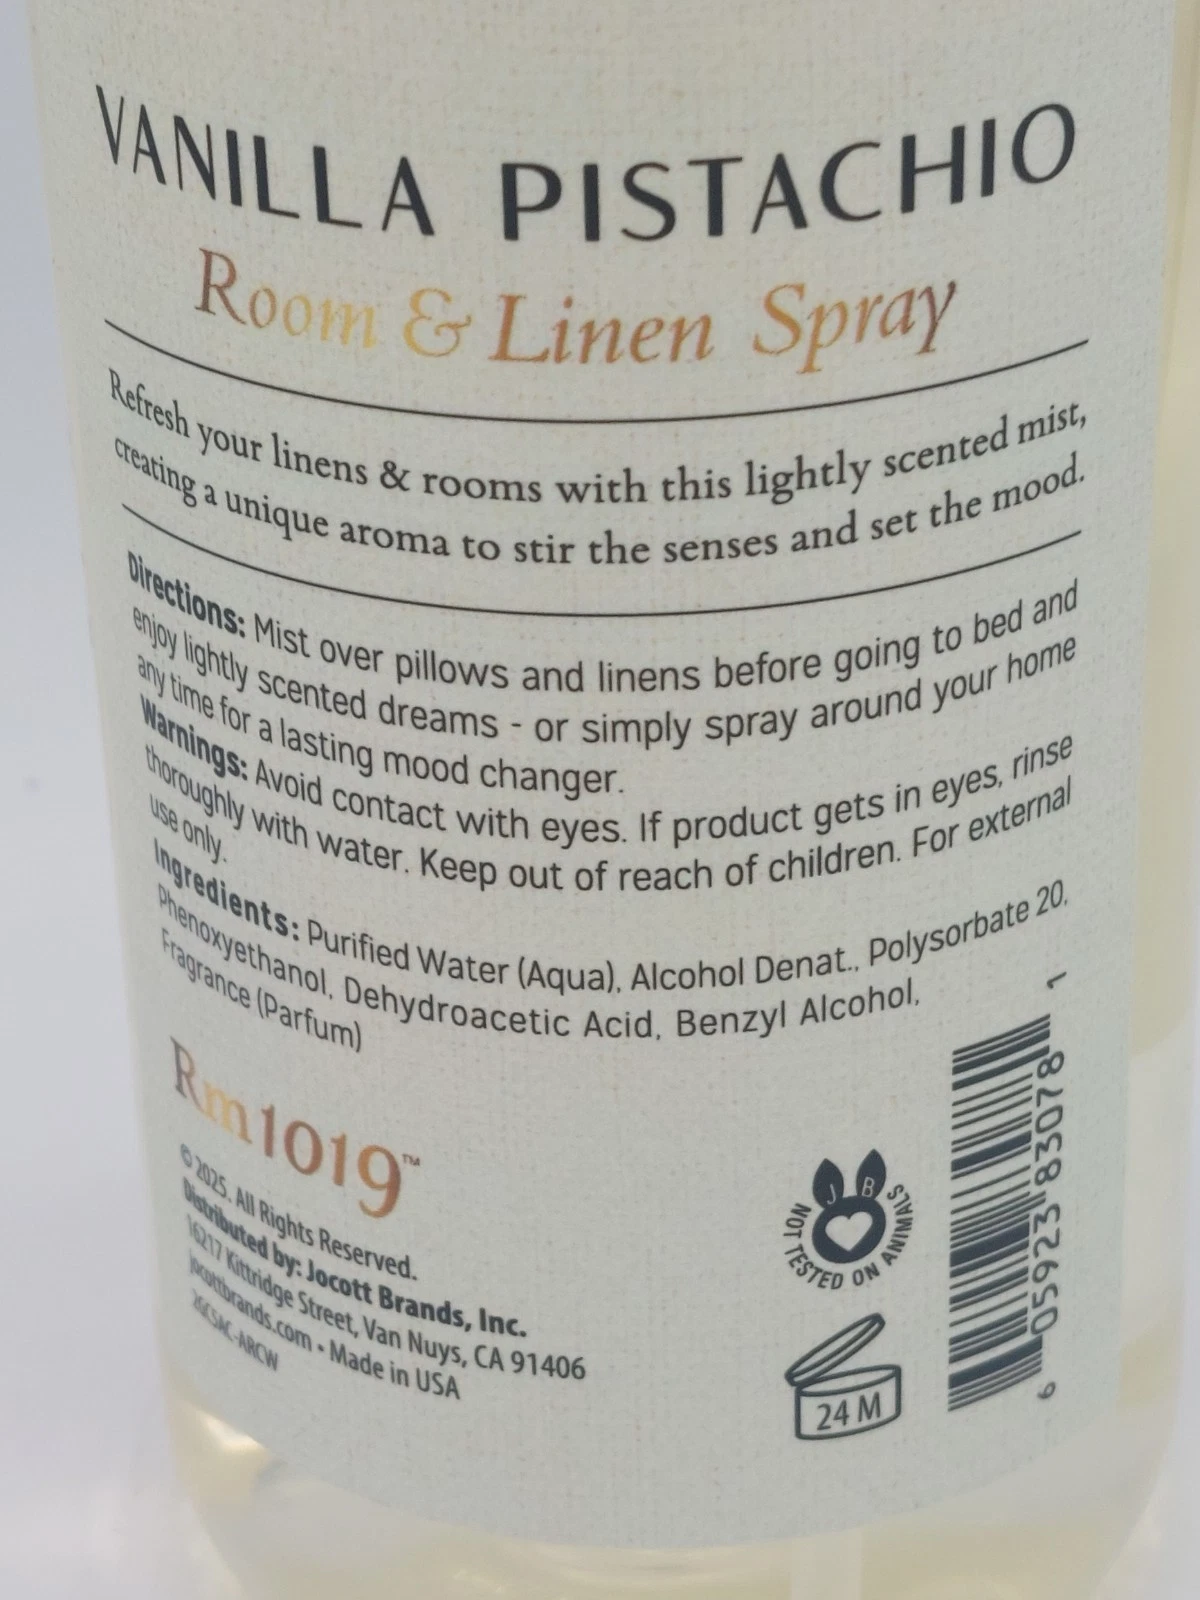 VANILLA PISTACHIO
Room & Linen Spray
Refresh your linens & rooms with this lightly scented mist,
creating a unique aroma to stir the senses and set the mood.
Directions: Mist over pillows and linens before going to bed and
enjoy lightly scented dreams - or simply spray around your home
any time for a lasting mood changer.
Warnings: Avoid contact with eyes. If product gets in eyes, rinse
thoroughly with water. Keep out of reach of children. For external
use only.
Ingredients: Purified Water (Aqua), Alcohol Denat., Polysorbate 20,
Phenoxyethanol, Dehydroacetic Acid, Benzyl Alcohol,
Fragrance (Parfum)
Rm1019™
© 2025. All Rights Reserved.
Distributed by: Jocott Brands, Inc.
16217 Kittridge Street, Van Nuys, CA 91406
jocottbrands.com • Made in USA
J B
NOT TESTED ON ANIMALS
24 M
6 05923 83078 1